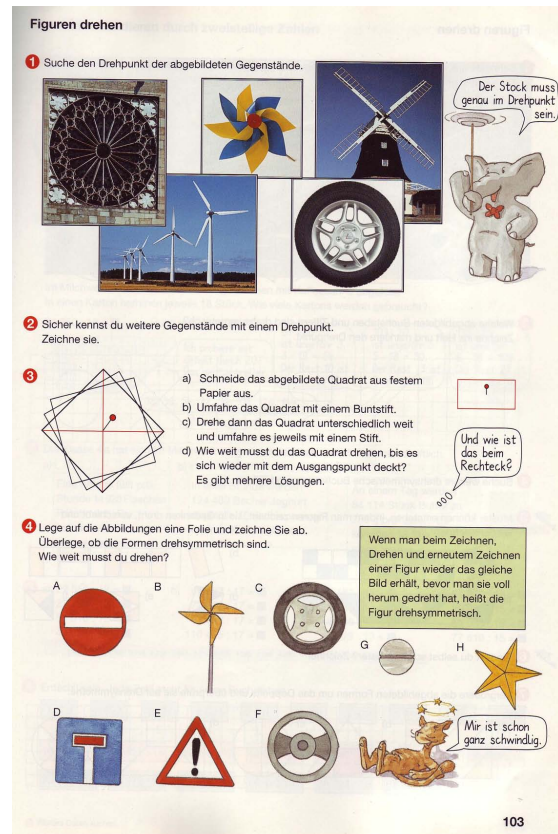 Figuren drehen
1 Suche den Drehpunkt der abgebildeten Gegenstände.
Der Stock muss
genau im Drehpunkt
sein.
2 Sicher kennst du weitere Gegenstände mit einem Drehpunkt.
Zeichne sie.
3
a) Schneide das abgebildete Quadrat aus festem
Papier aus.
b) Umfahre das Quadrat mit einem Buntstift.
c) Drehe dann das Quadrat unterschiedlich weit
und umfahre es jeweils mit einem Stift.
d) Wie weit musst du das Quadrat drehen, bis es
sich wieder mit dem Ausgangspunkt deckt?
Es gibt mehrere Lösungen.
Und wie ist
das beim
Rechteck?
4 Lege auf die Abbildungen eine Folie und zeichne Sie ab.
Überlege, ob die Formen drehsymmetrisch sind.
Wie weit musst du drehen?
Wenn man beim Zeichnen,
Drehen und erneutem Zeichnen
einer Figur wieder das gleiche
Bild erhält, bevor man sie voll
herum gedreht hat, heißt die
Figur drehsymmetrisch.
A
B
C
G
H
D
E
F
Mir ist schon
ganz schwindlig.
103